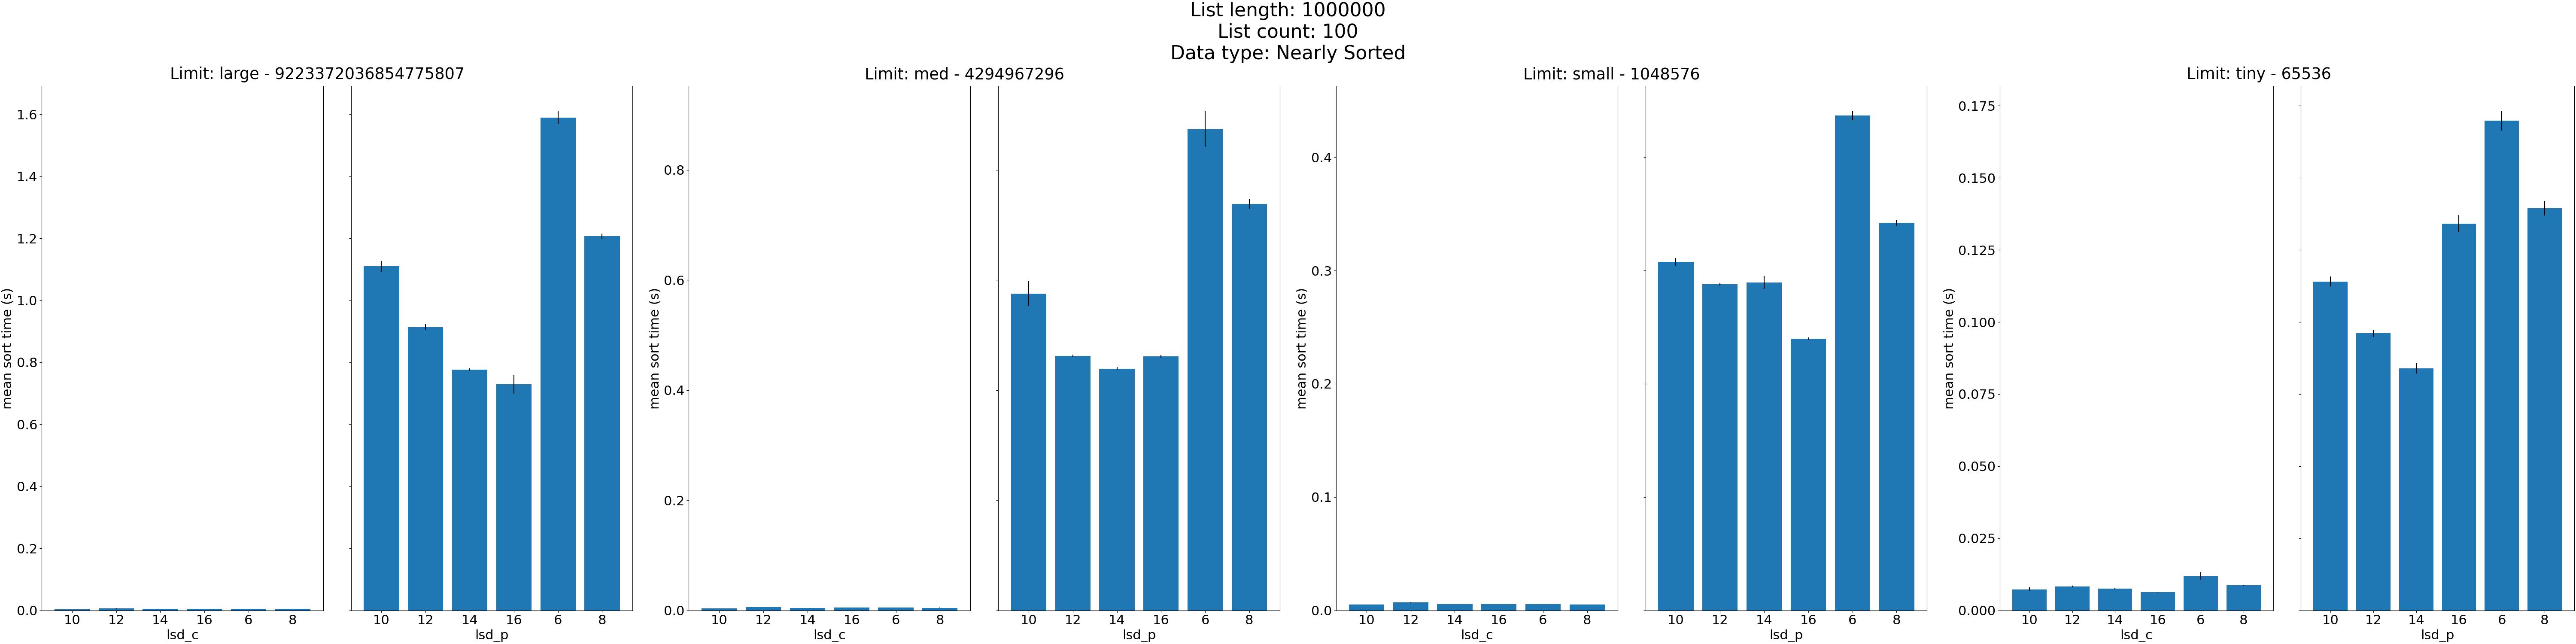 List length: 1000000
List count: 100
Data type: Nearly Sorted
Limit: large - 9223372036854775807
mean sort time (s)
1.6
1.4
1.2
1.0
0.8
0.6
0.4
0.2
0.0
10 12 14 16 6 8
lsd_c
10 12 14 16 6 8
lsd_p
Limit: med - 4294967296
mean sort time (s)
0.8
0.6
0.4
0.2
0.0
10 12 14 16 6 8
lsd_c
10 12 14 16 6 8
lsd_p
Limit: small - 1048576
mean sort time (s)
0.4
0.3
0.2
0.1
0.0
10 12 14 16 6 8
lsd_c
10 12 14 16 6 8
lsd_p
Limit: tiny - 65536
mean sort time (s)
0.175
0.150
0.125
0.100
0.075
0.050
0.025
0.000
10 12 14 16 6 8
lsd_c
10 12 14 16 6 8
lsd_p